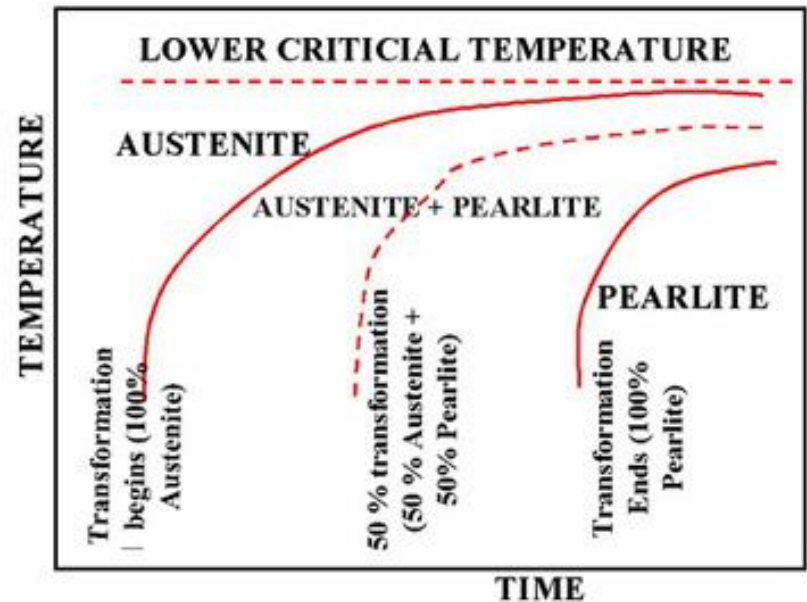 LOWER CRITICIAL TEMPERATURE
AUSTENITE
AUSTENITE + PEARLITE
PEARLITE
TEMPERATURE
Transformation
| begins (100%
Austenite)
50 % transformation
(50 % Austenite +
50% Pearlite)
Transformation
Ends (100%
Pearlite)
TIME